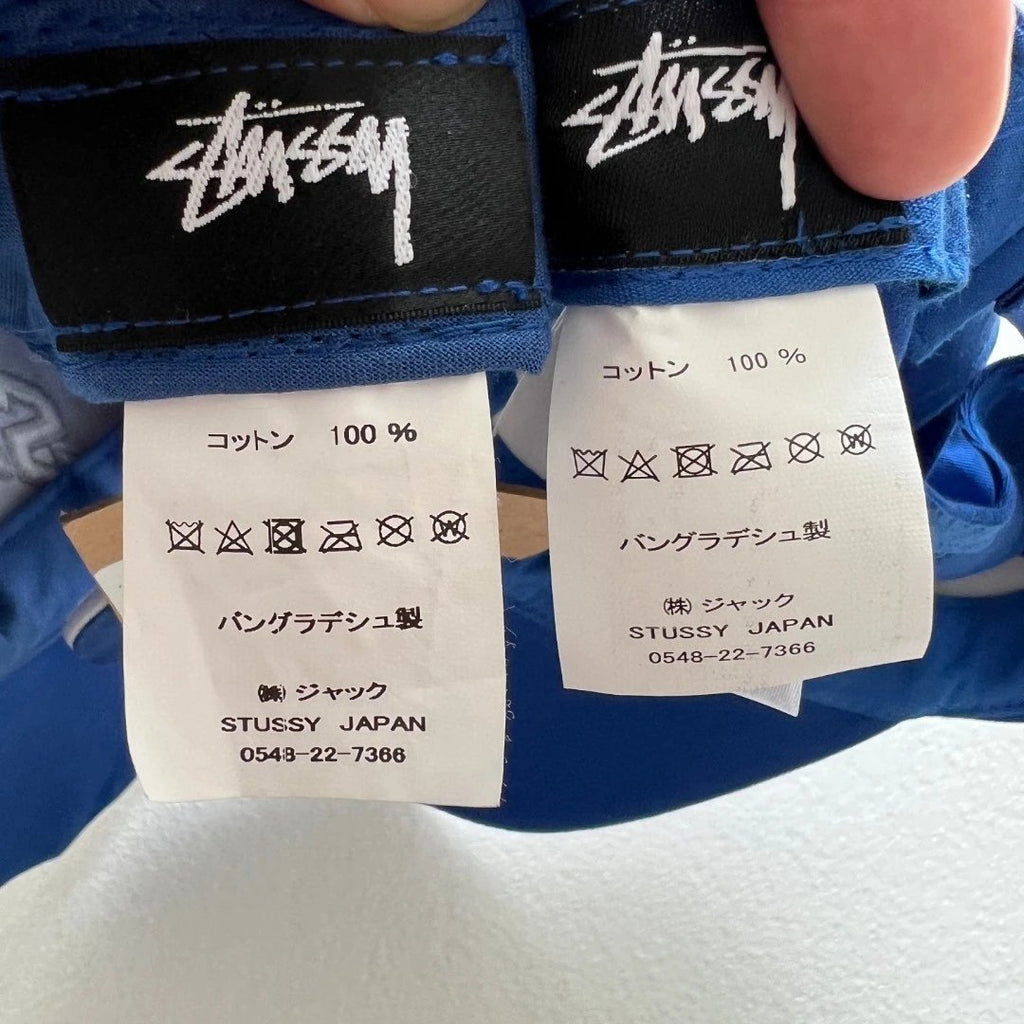 STÜSSY
コットン 100 %
バングラデシュ製
㈱ ジャック
STUSSY JAPAN
0548-22-7366
STÜSSY
コットン 100 %
W
バングラデシュ製
㈱ ジャック
STUSSY JAPAN
0548-22-7366